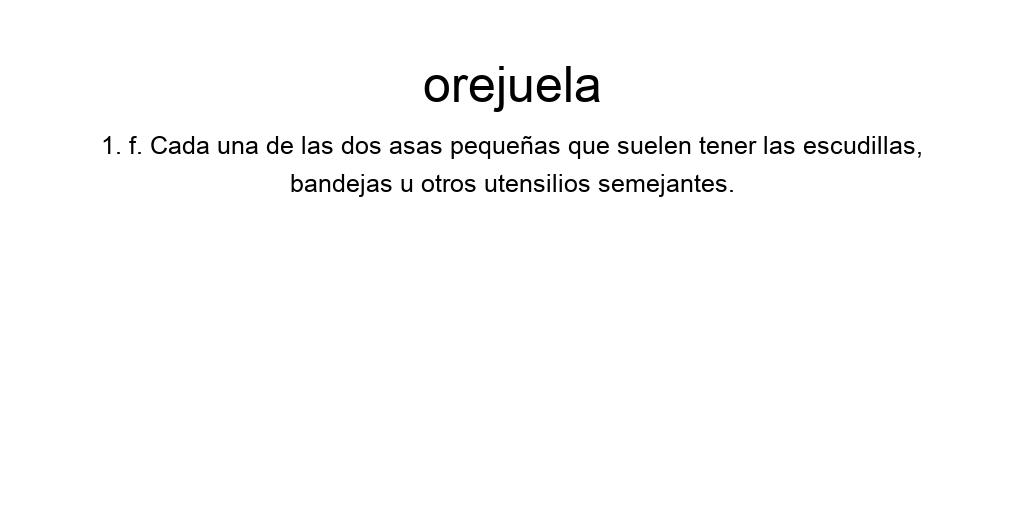 orejuela
1. f. Cada una de las dos asas pequeñas que suelen tener las escudillas,
bandejas u otros utensilios semejantes.